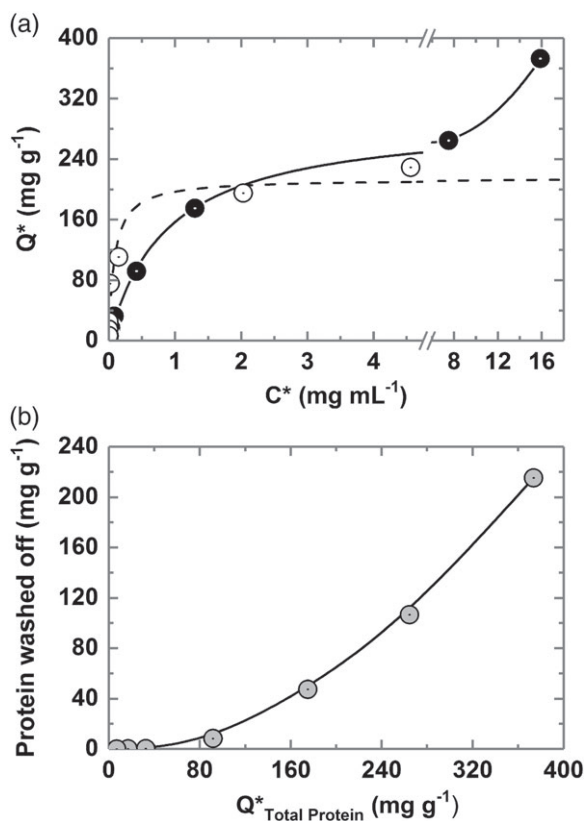 (a)
400
320
240
160
80
0
Q* (mg g⁻¹)
0 1 2 3 4 8 12 16
C* (mg mL⁻¹)
(b)
240
200
160
120
80
40
0
Protein washed off (mg g⁻¹)
0 80 160 240 320 400
Q*Total Protein (mg g⁻¹)